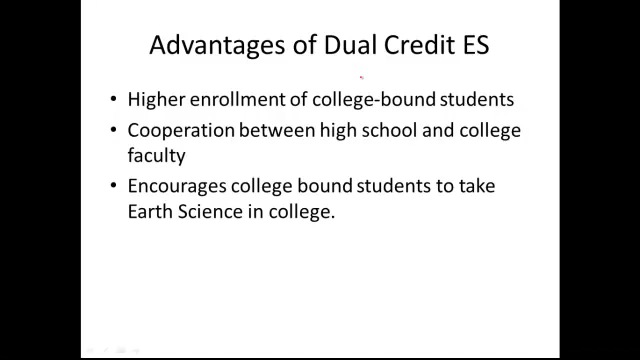 Advantages of Dual Credit ES
• Higher enrollment of college-bound students
• Cooperation between high school and college
faculty
• Encourages college bound students to take
Earth Science in college.